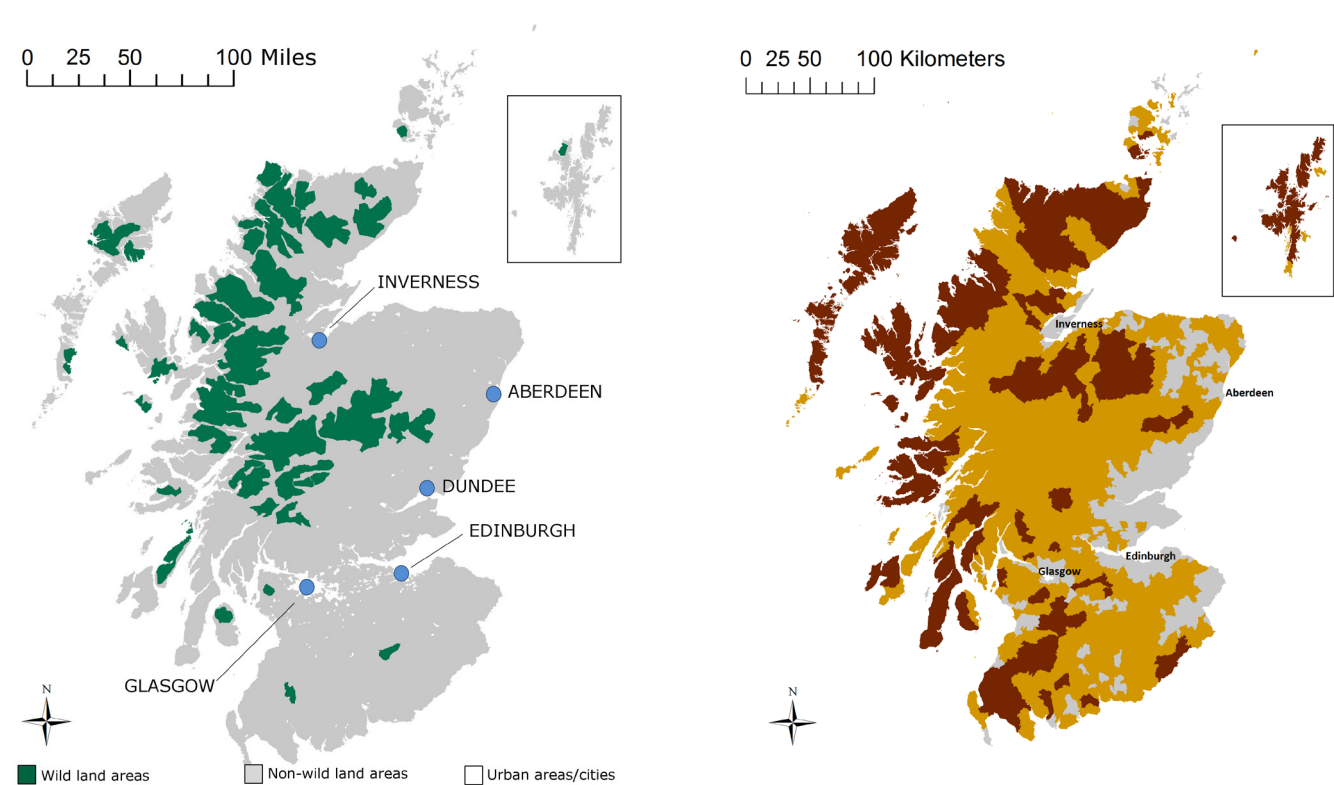 0 25 50 100 Miles
INVERNESS
ABERDEEN
DUNDEE
EDINBURGH
GLASGOW
N
Wild land areas
Non-wild land areas
Urban areas/cities
0 25 50 100 Kilometers
Inverness
Aberdeen
Edinburgh
Glasgow
N